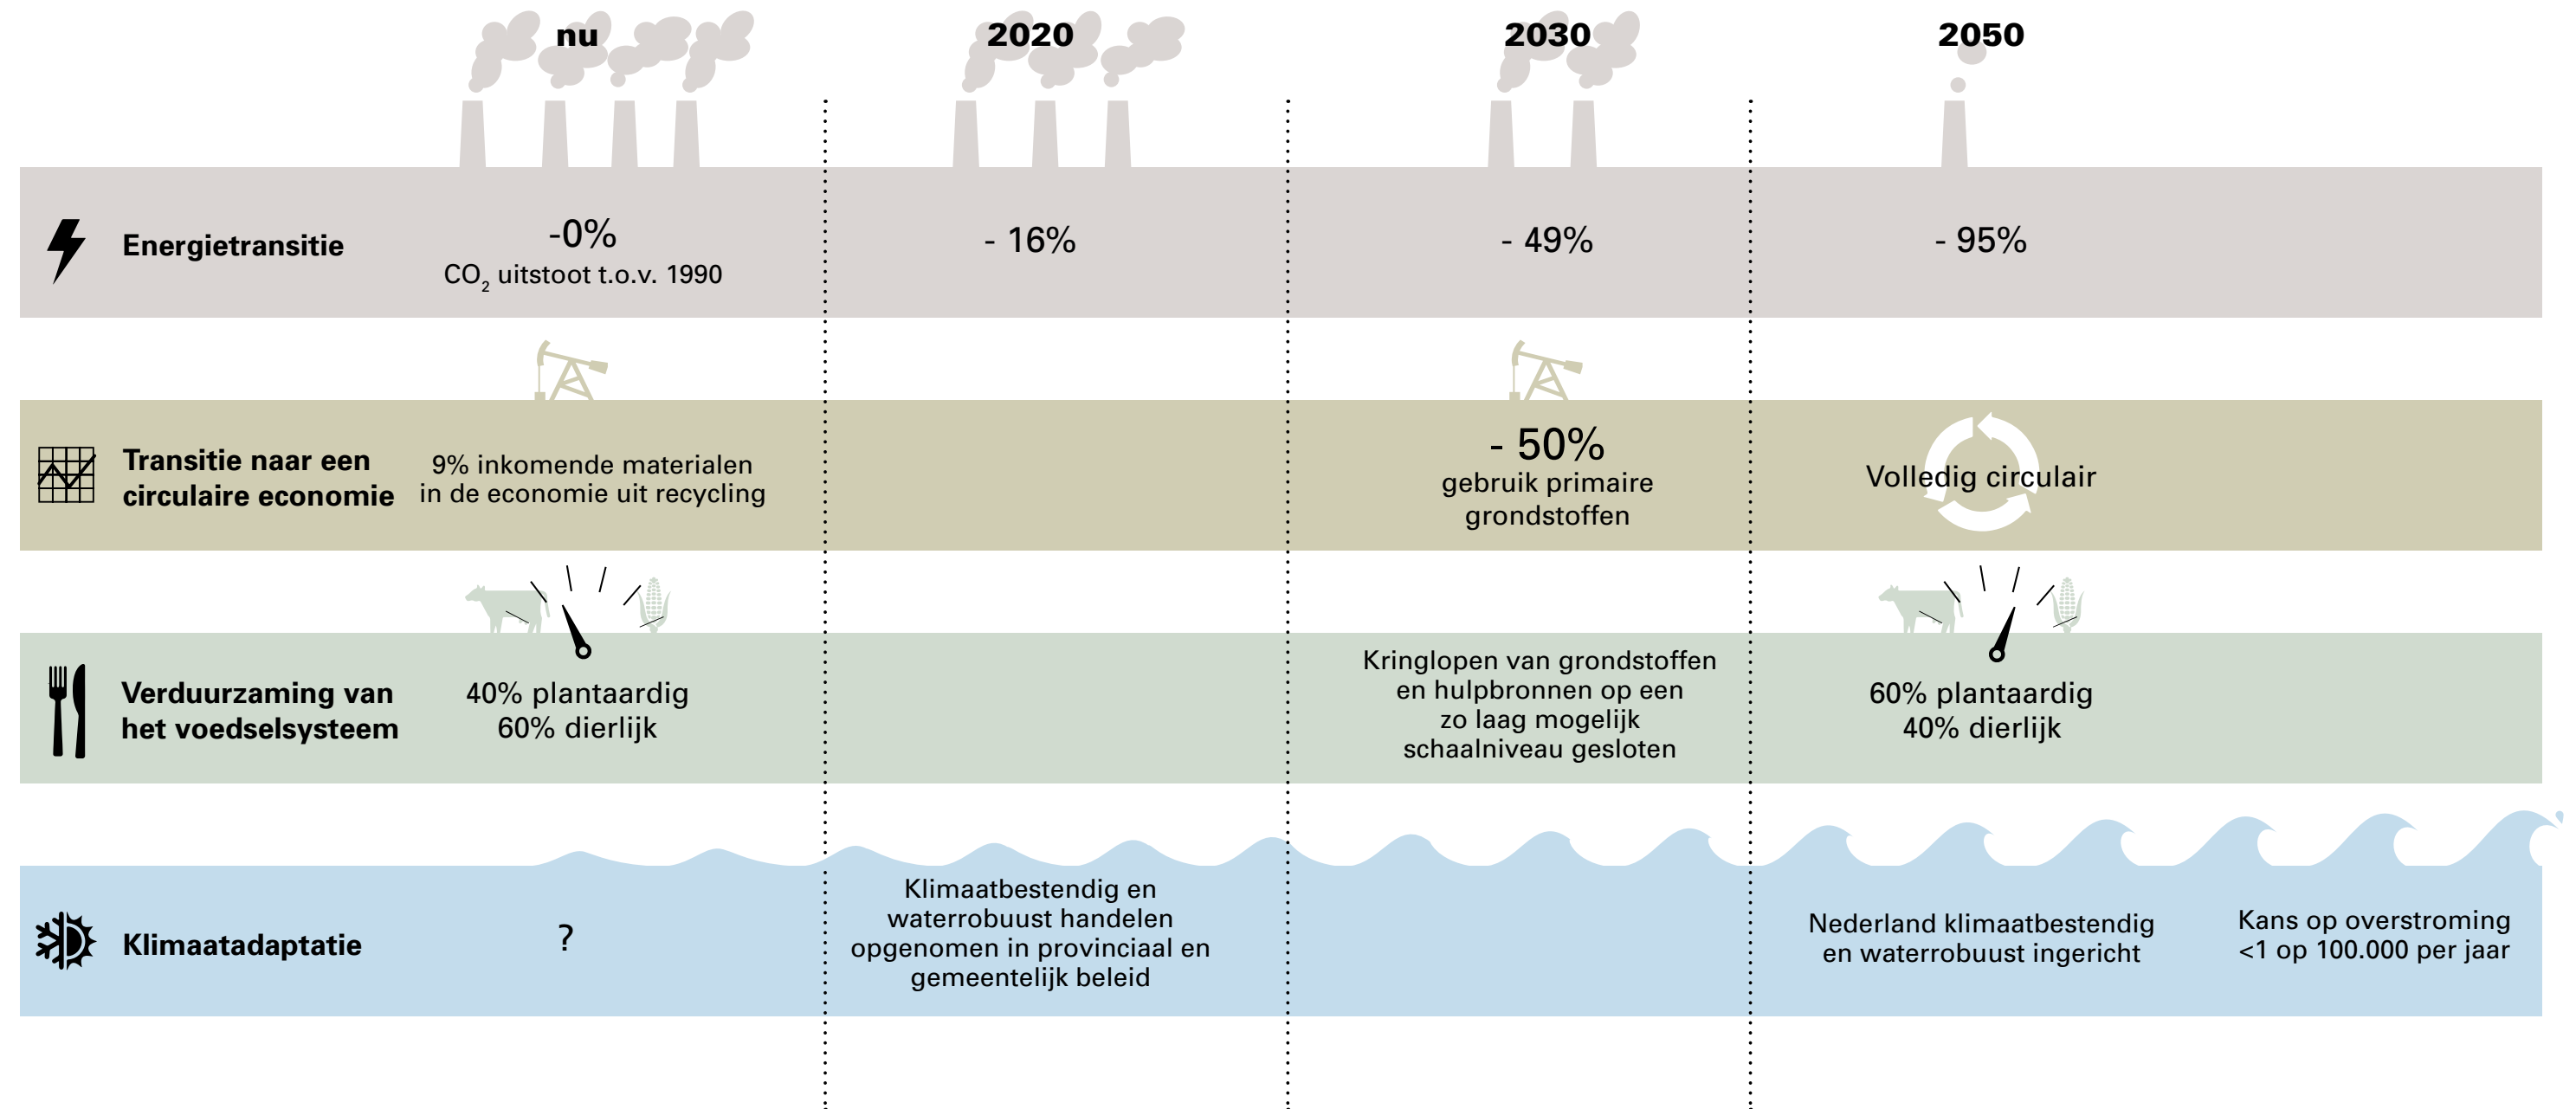 nu
2020
2030
2050
Energietransitie
-0%
CO₂ uitstoot t.o.v. 1990
- 16%
- 49%
- 95%
Transitie naar een
circulaire economie
9% inkomende materialen
in de economie uit recycling
- 50%
gebruik primaire
grondstoffen
Volledig circulair
Verduurzaming van
het voedselsysteem
40% plantaardig
60% dierlijk
Kringlopen van grondstoffen
en hulpbronnen op een
zo laag mogelijk
schaalniveau gesloten
60% plantaardig
40% dierlijk
Klimaatadaptatie
?
Klimaatbestendig en
waterrobuust handelen
opgenomen in provinciaal en
gemeentelijk beleid
Nederland klimaatbestendig
en waterrobuust ingericht
Kans op overstroming
<1 op 100.000 per jaar